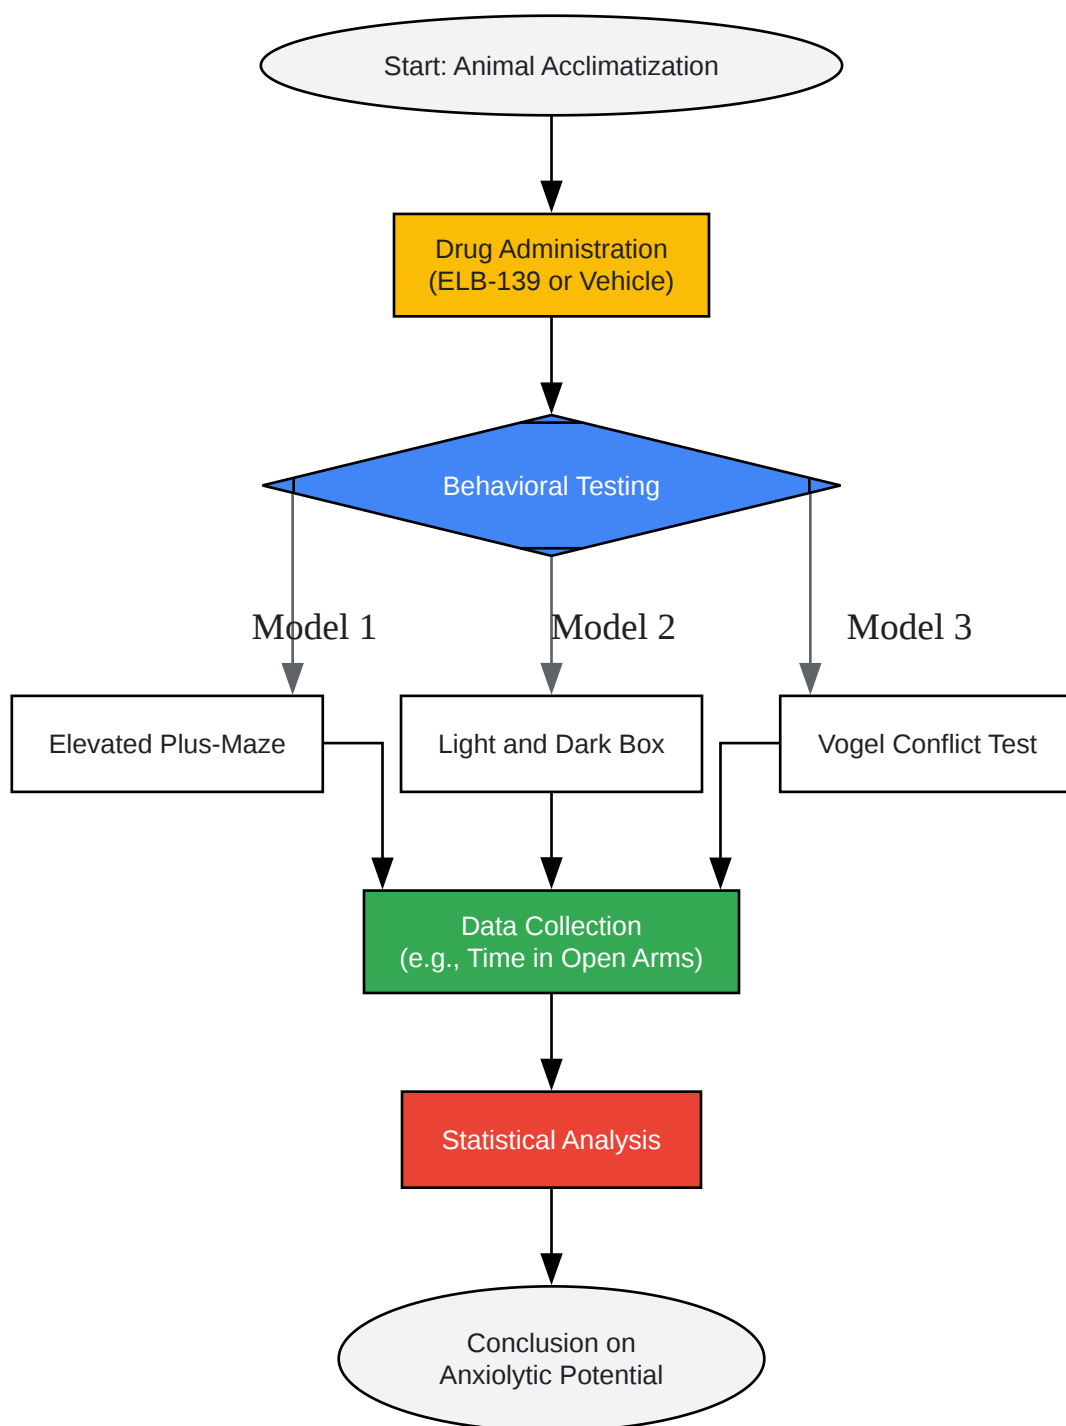 Start: Animal Acclimatization
Drug Administration
(ELB-139 or Vehicle)
Behavioral Testing
Model 1
Model 2
Model 3
Elevated Plus-Maze
Light and Dark Box
Vogel Conflict Test
Data Collection
(e.g., Time in Open Arms)
Statistical Analysis
Conclusion on
Anxiolytic Potential